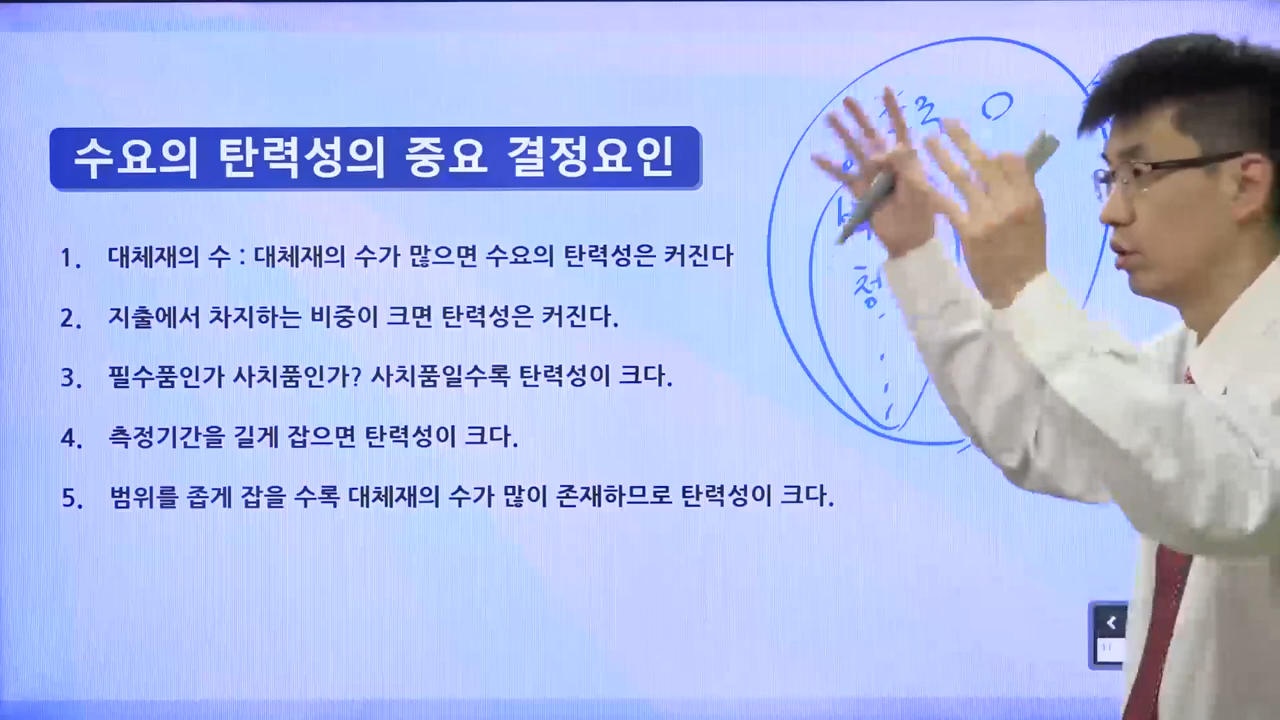 수요의 탄력성의 중요 결정요인
1. 대체재의 수 : 대체재의 수가 많으면 수요의 탄력성은 커진다
2. 지출에서 차지하는 비중이 크면 탄력성은 커진다.
3. 필수품인가 사치품인가? 사치품일수록 탄력성이 크다.
4. 측정기간을 길게 잡으면 탄력성이 크다.
5. 범위를 좁게 잡을 수록 대체재의 수가 많이 존재하므로 탄력성이 크다.